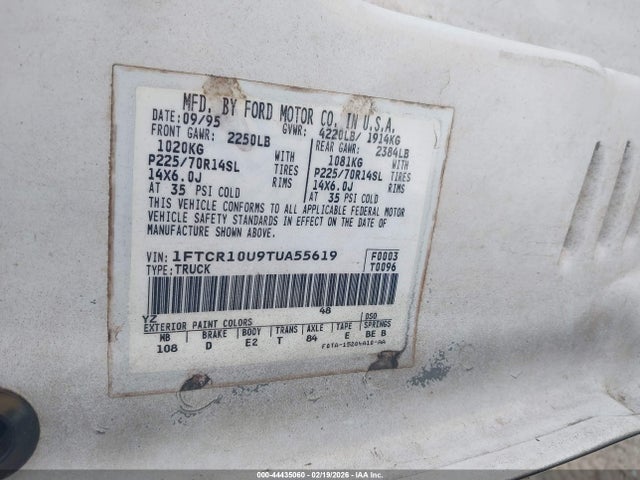 MFD. BY FORD MOTOR CO. IN U.S.A.
DATE: 09/95 GVWR: 4220LB/ 1914KG
FRONT GAWR: 2250LB REAR GAWR: 2384LB
1020KG WITH 1081KG WITH
P225/70R14SL TIRES P225/70R14SL TIRES
14X6.0J RIMS 14X6.0J RIMS
AT 35 PSI COLD AT 35 PSI COLD
THIS VEHICLE CONFORMS TO ALL APPLICABLE FEDERAL MOTOR
VEHICLE SAFETY STANDARDS IN EFFECT ON THE DATE OF
MANUFACTURE SHOWN ABOVE.
VIN: 1FTCR10U9TUA55619 F0003
TYPE: TRUCK T0096
48
YZ DSO
EXTERIOR PAINT COLORS
WB BRAKE BODY TRANS AXLE TAPE SPRINGS
108 D E2 T 84 E BE B
F0TA-15204A10-AA
000-44435060 - 02/19/2026 - IAA, Inc.